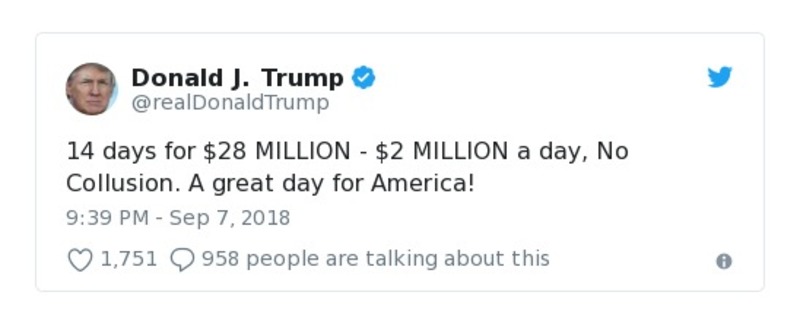 Donald J. Trump
@realDonaldTrump
14 days for $28 MILLION - $2 MILLION a day, No
Collusion. A great day for America!
9:39 PM - Sep 7, 2018
1,751 958 people are talking about this